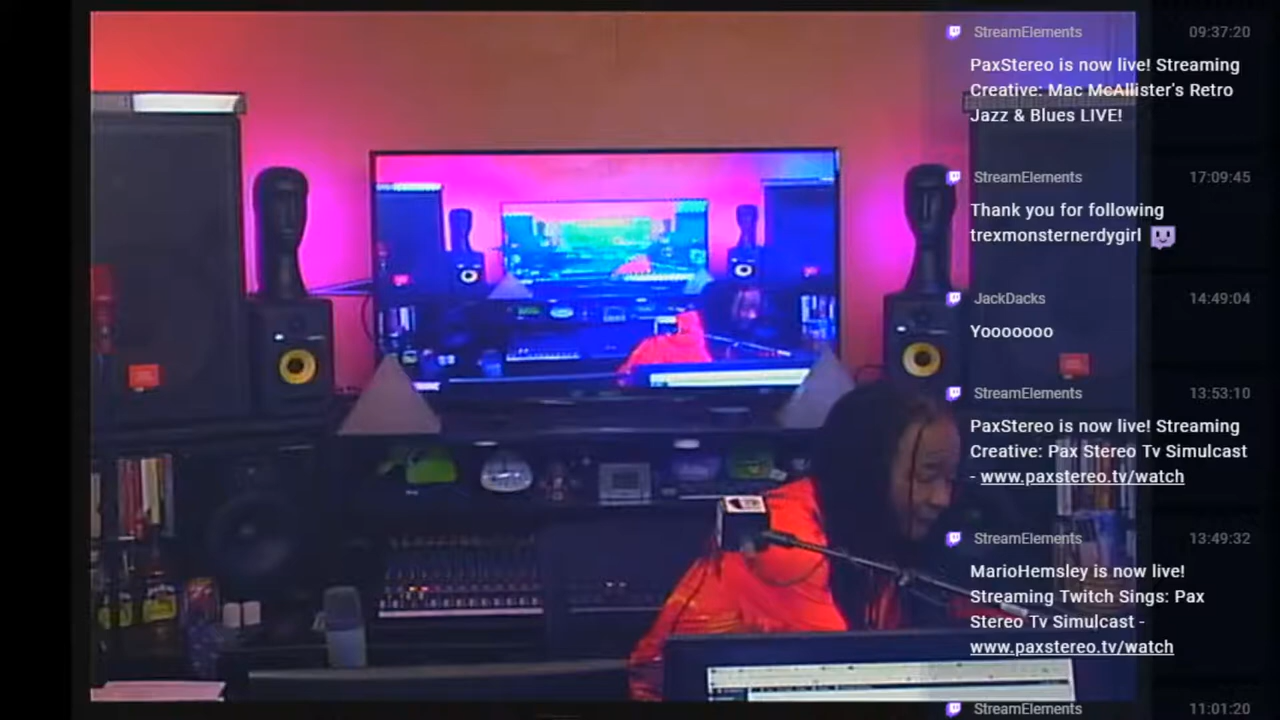 StreamElements 09:37:20
PaxStereo is now live! Streaming
Creative: Mac McAllister's Retro
Jazz & Blues LIVE!
StreamElements 17:09:45
Thank you for following
trexmonsternerdygirl
JackDacks 14:49:04
Yooooooo
StreamElements 13:53:10
PaxStereo is now live! Streaming
Creative: Pax Stereo Tv Simulcast
- www.paxstereo.tv/watch
StreamElements 13:49:32
MarioHemsley is now live!
Streaming Twitch Sings: Pax
Stereo Tv Simulcast -
www.paxstereo.tv/watch
StreamElements 11:01:20